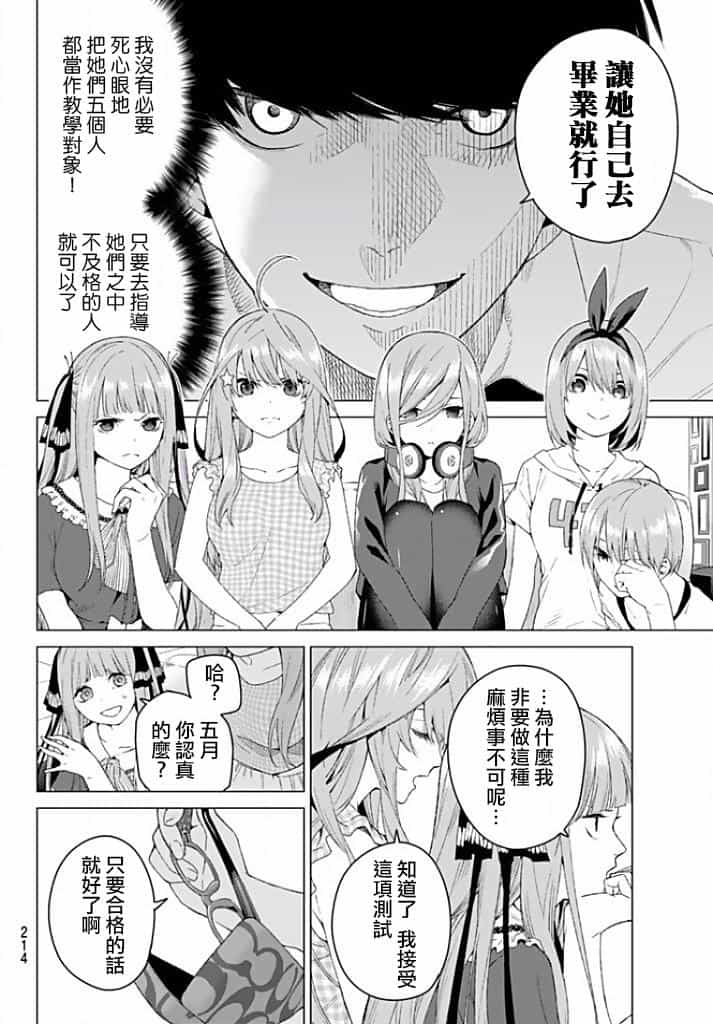 讓她自己去
畢業就行了
我沒有必要
死心眼地
把她們五個人
都當作教學對象！
只要去指導
她們之中
不及格的人
就可以了
…為什麼我
非要做這種
麻煩事不可呢…
知道了 我接受
這項測試
哈？
五月
你認真
的麼？
只要合格的話
就好了啊
214